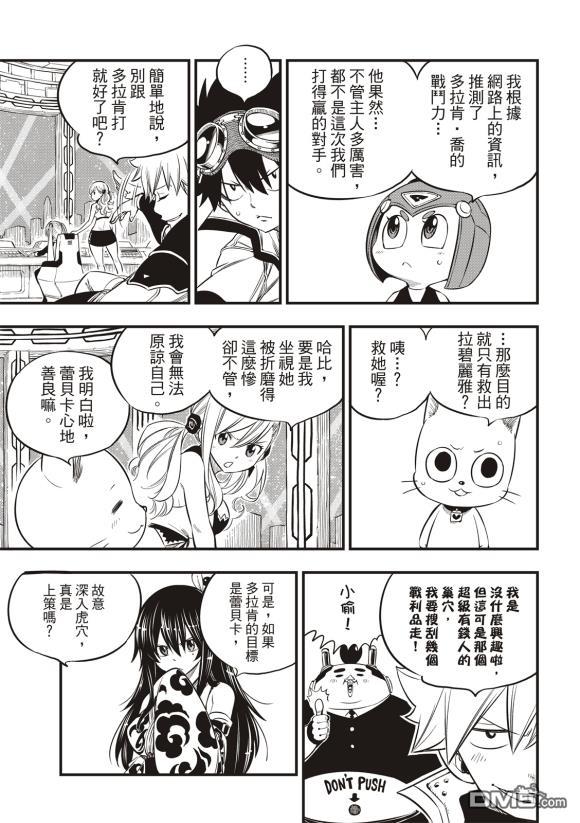 我根據
網路上的資訊，
推測了
多拉肯·喬的
戰鬥力…
他果然…
不管主人多厲害，
都不是這次我們
打得贏的對手。
……
簡單地說，
別跟
多拉肯打
就好了吧？
…那麼目的
就只有救出
拉碧麗雅？
咦…？
救她喔？
哈比，
要是我
坐視她
被折磨得
這麼慘
卻不管，
我會無法
原諒自己。
我明白啦，
蕾貝卡心地
善良嘛。
我是
沒什麼興趣啦，
但這可是那個
超級有錢人的
巢穴，
我要搜刮幾個
戰利品走！
小偷！
DON'T PUSH
可是，如果
多拉肯的目標
是蕾貝卡，
故意
深入虎穴，
真是
上策嗎？
DM5.com